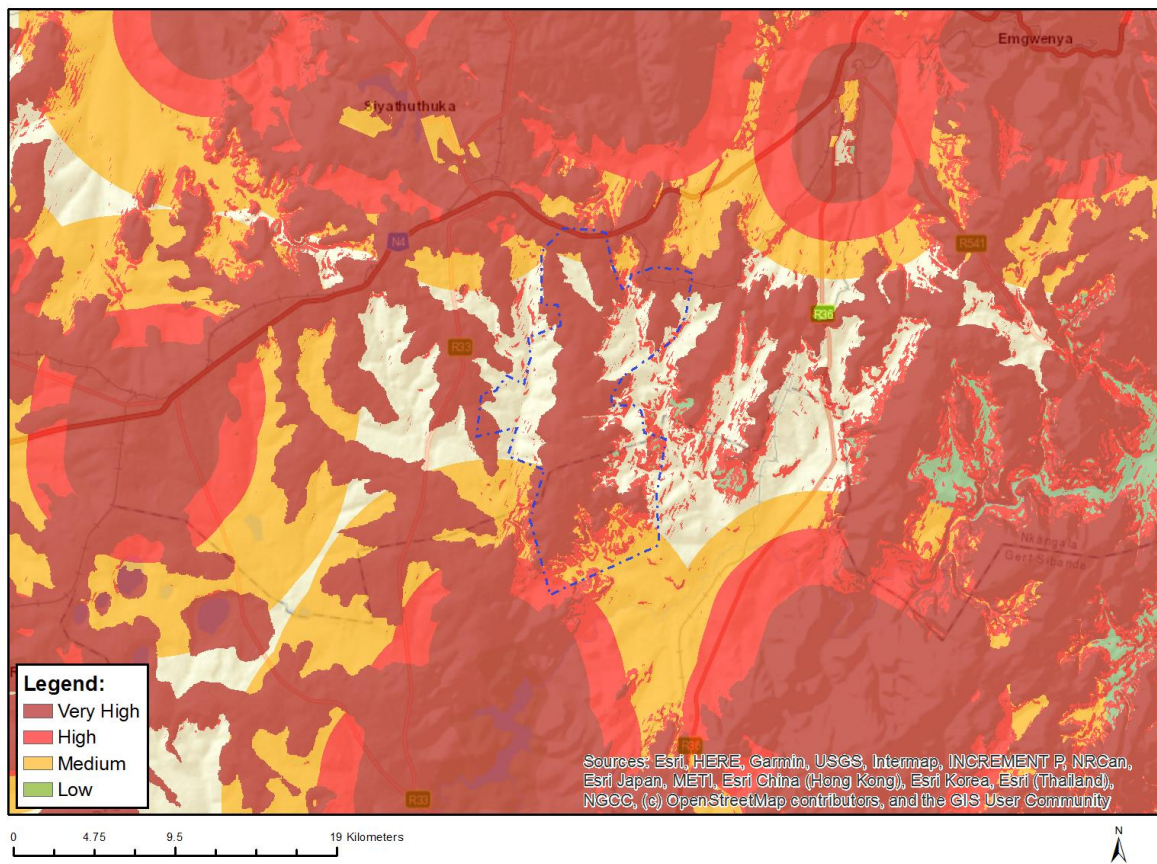 Emgwenya
Siyathuthuka
N4
R541
R36
R33
Nkangala
Gert Sibanda
R36
R33
Legend:
Very High
High
Medium
Low
Sources: Esri, HERE, Garmin, USGS, Intermap, INCREMENT P, NRCan,
Esri Japan, METI, Esri China (Hong Kong), Esri Korea, Esri (Thailand),
NGCC, (c) OpenStreetMap contributors, and the GIS User Community
0 4.75 9.5 19 Kilometers
N